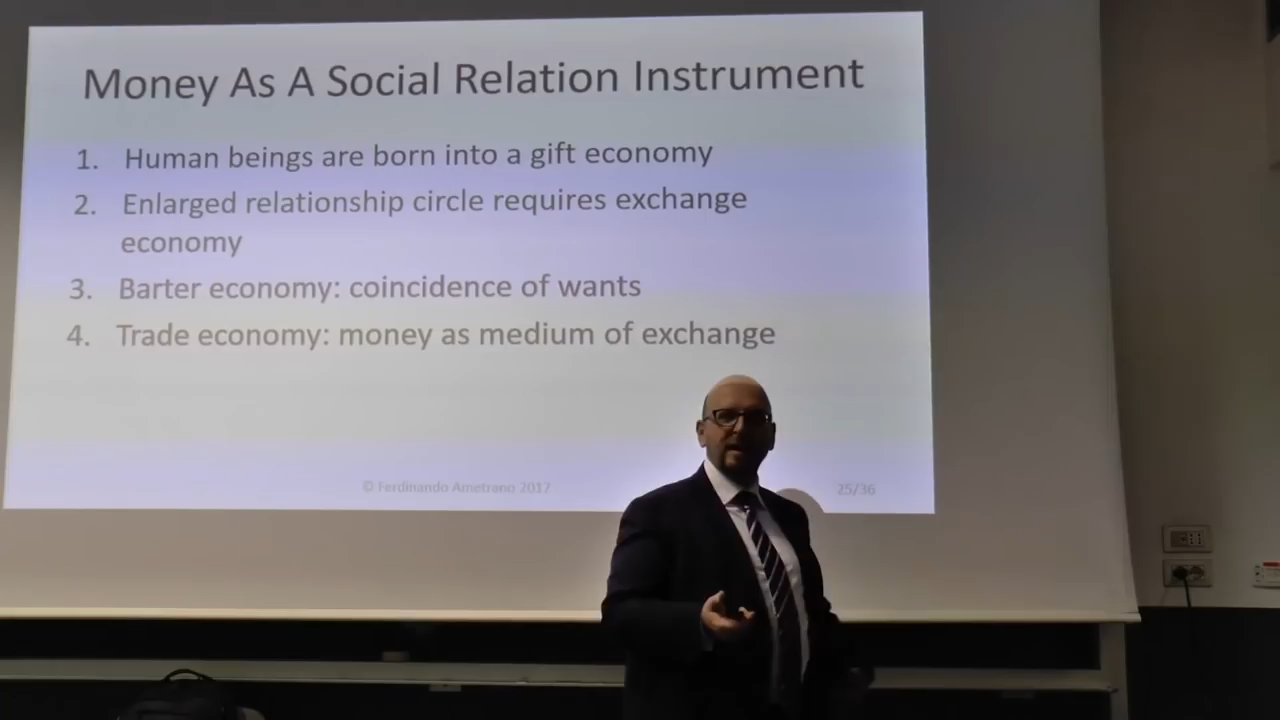 Money As A Social Relation Instrument
1. Human beings are born into a gift economy
2. Enlarged relationship circle requires exchange
economy
3. Barter economy: coincidence of wants
4. Trade economy: money as medium of exchange
© Ferdinando Ametrano 2017
25/36